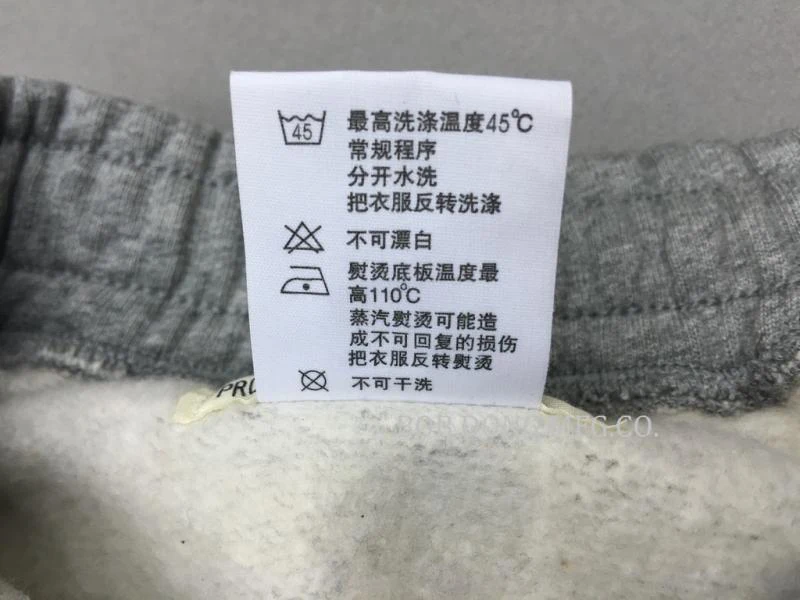 45 最高洗涤温度45℃
常规程序
分开水洗
把衣服反转洗涤
不可漂白
熨烫底板温度最
高110℃
蒸汽熨烫可能造
成不可回复的损伤
把衣服反转熨烫
不可干洗
PRO